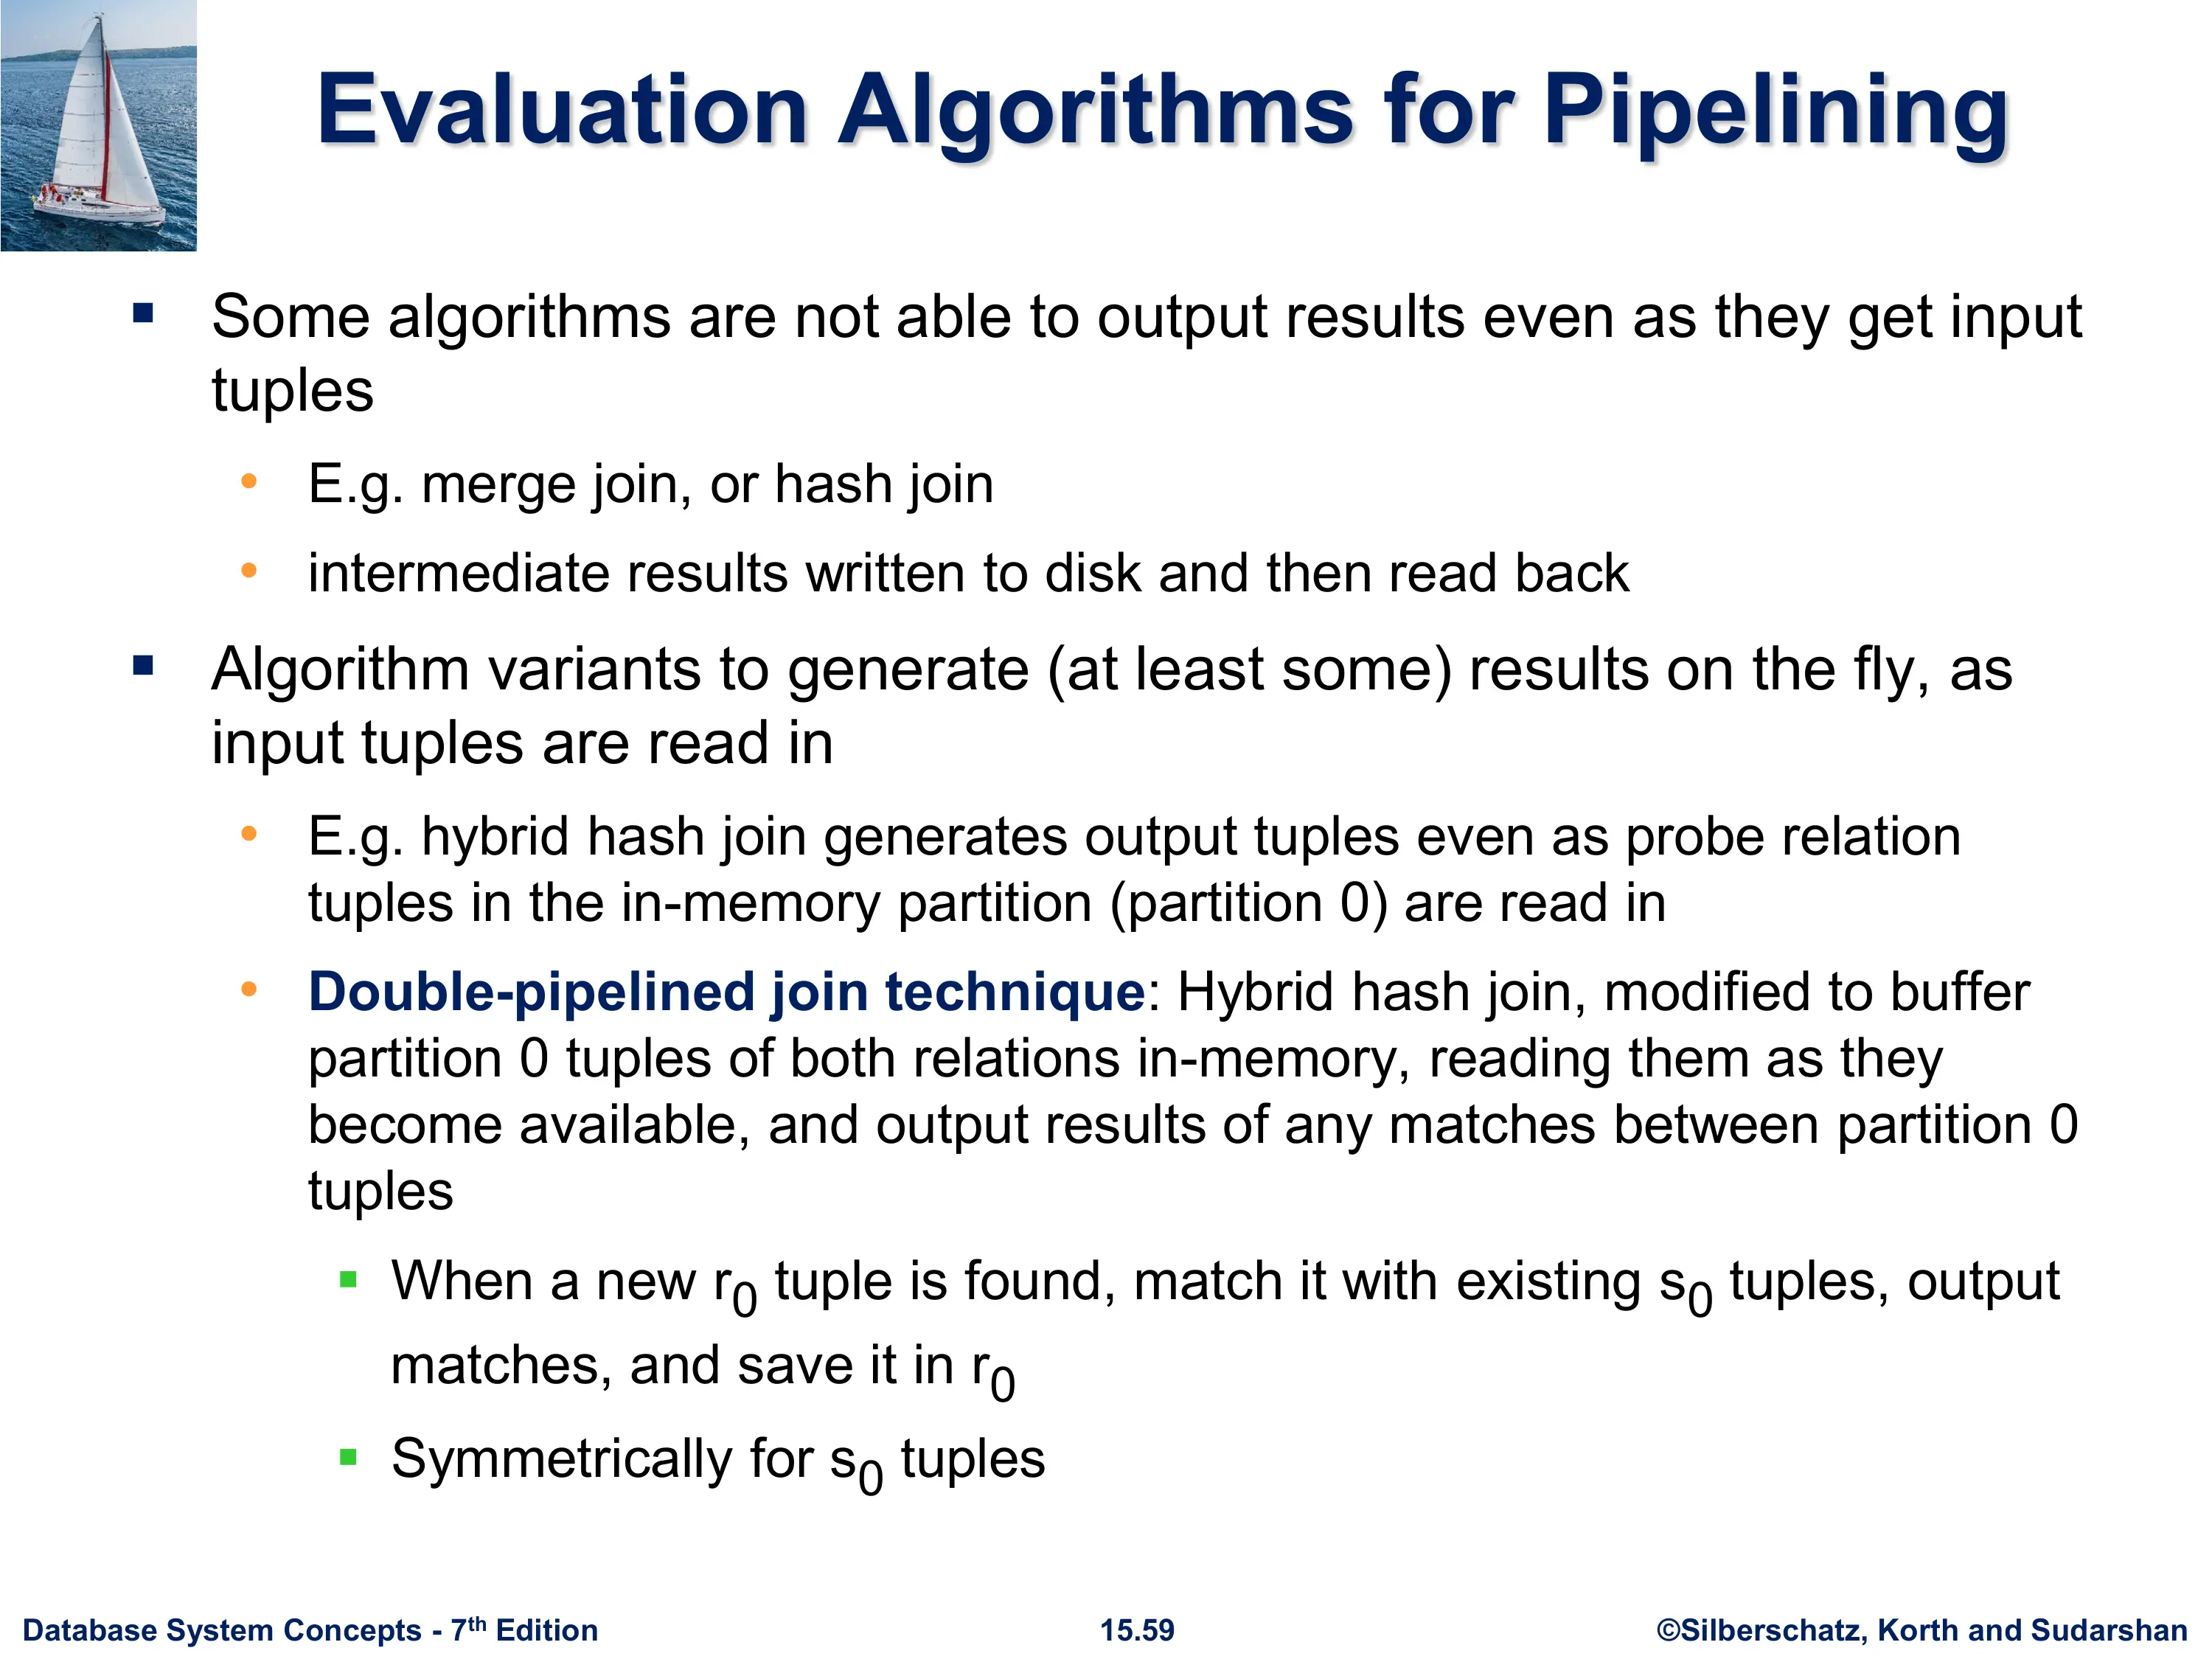 Evaluation Algorithms for Pipelining
▪ Some algorithms are not able to output results even as they get input
tuples
• E.g. merge join, or hash join
• intermediate results written to disk and then read back
▪ Algorithm variants to generate (at least some) results on the fly, as
input tuples are read in
• E.g. hybrid hash join generates output tuples even as probe relation
tuples in the in-memory partition (partition 0) are read in
• Double-pipelined join technique: Hybrid hash join, modified to buffer
partition 0 tuples of both relations in-memory, reading them as they
become available, and output results of any matches between partition 0
tuples
▪ When a new r₀ tuple is found, match it with existing s₀ tuples, output
matches, and save it in r₀
▪ Symmetrically for s₀ tuples
Database System Concepts - 7th Edition
15.59
©Silberschatz, Korth and Sudarshan